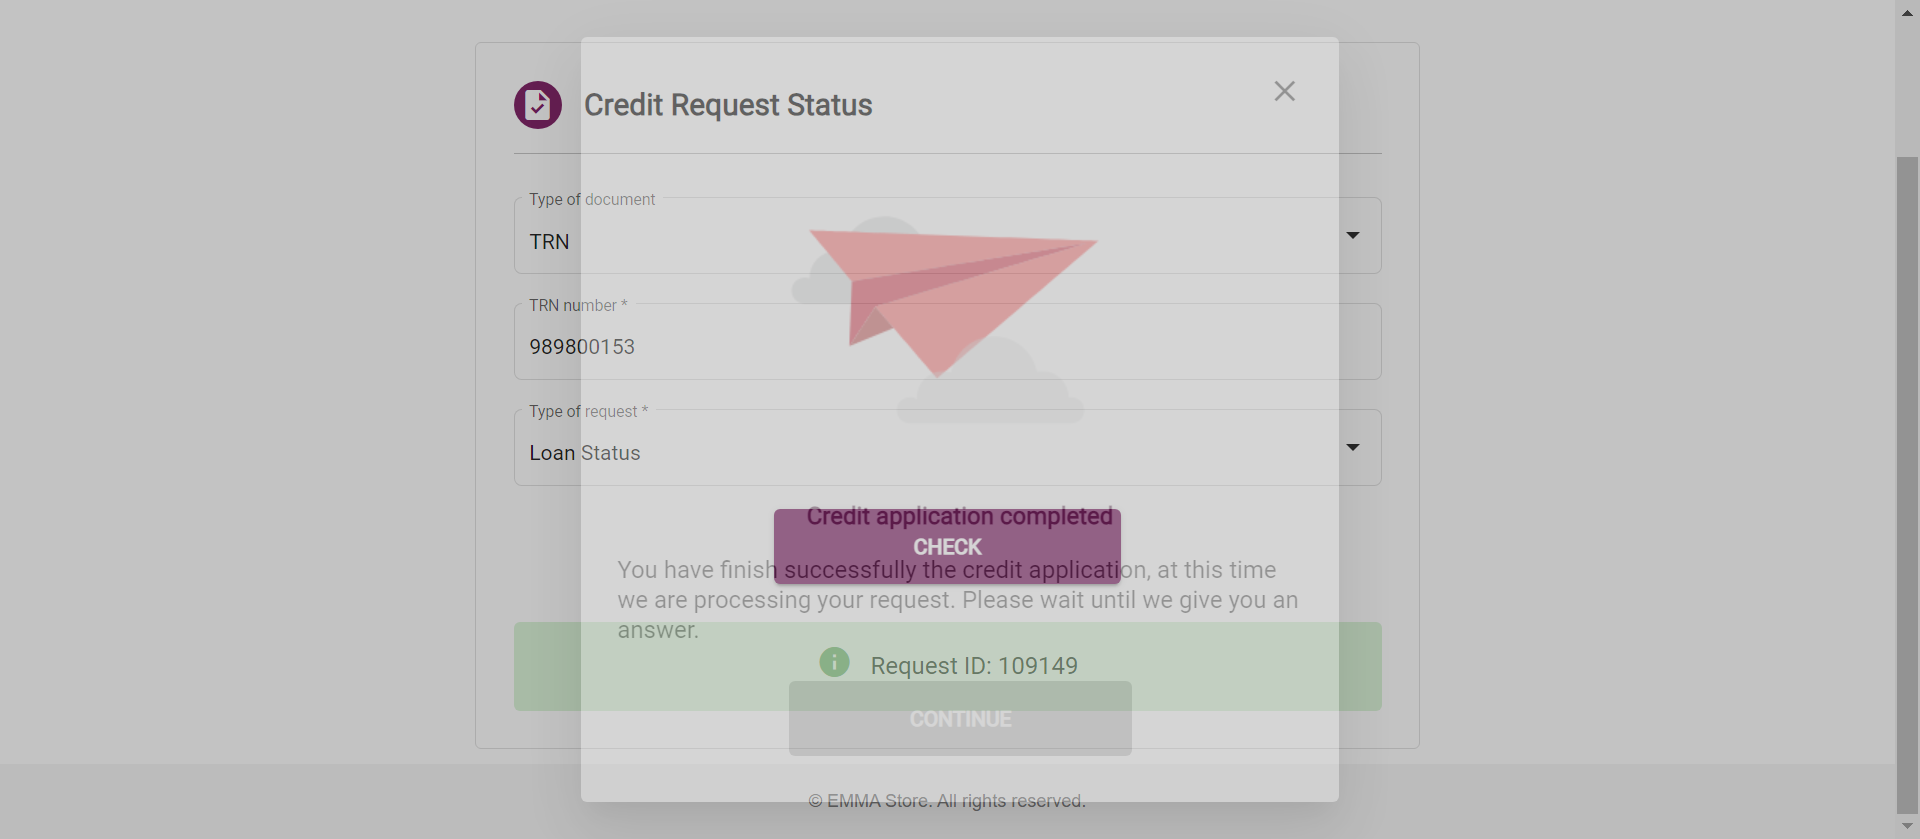 Credit Request Status
Type of document
TRN
TRN number *
989800153
Type of request *
Loan Status
Credit application completed
CHECK
You have finish successfully the credit application, at this time
we are processing your request. Please wait until we give you an
answer.
Request ID: 109149
CONTINUE
© EMMA Store. All rights reserved.